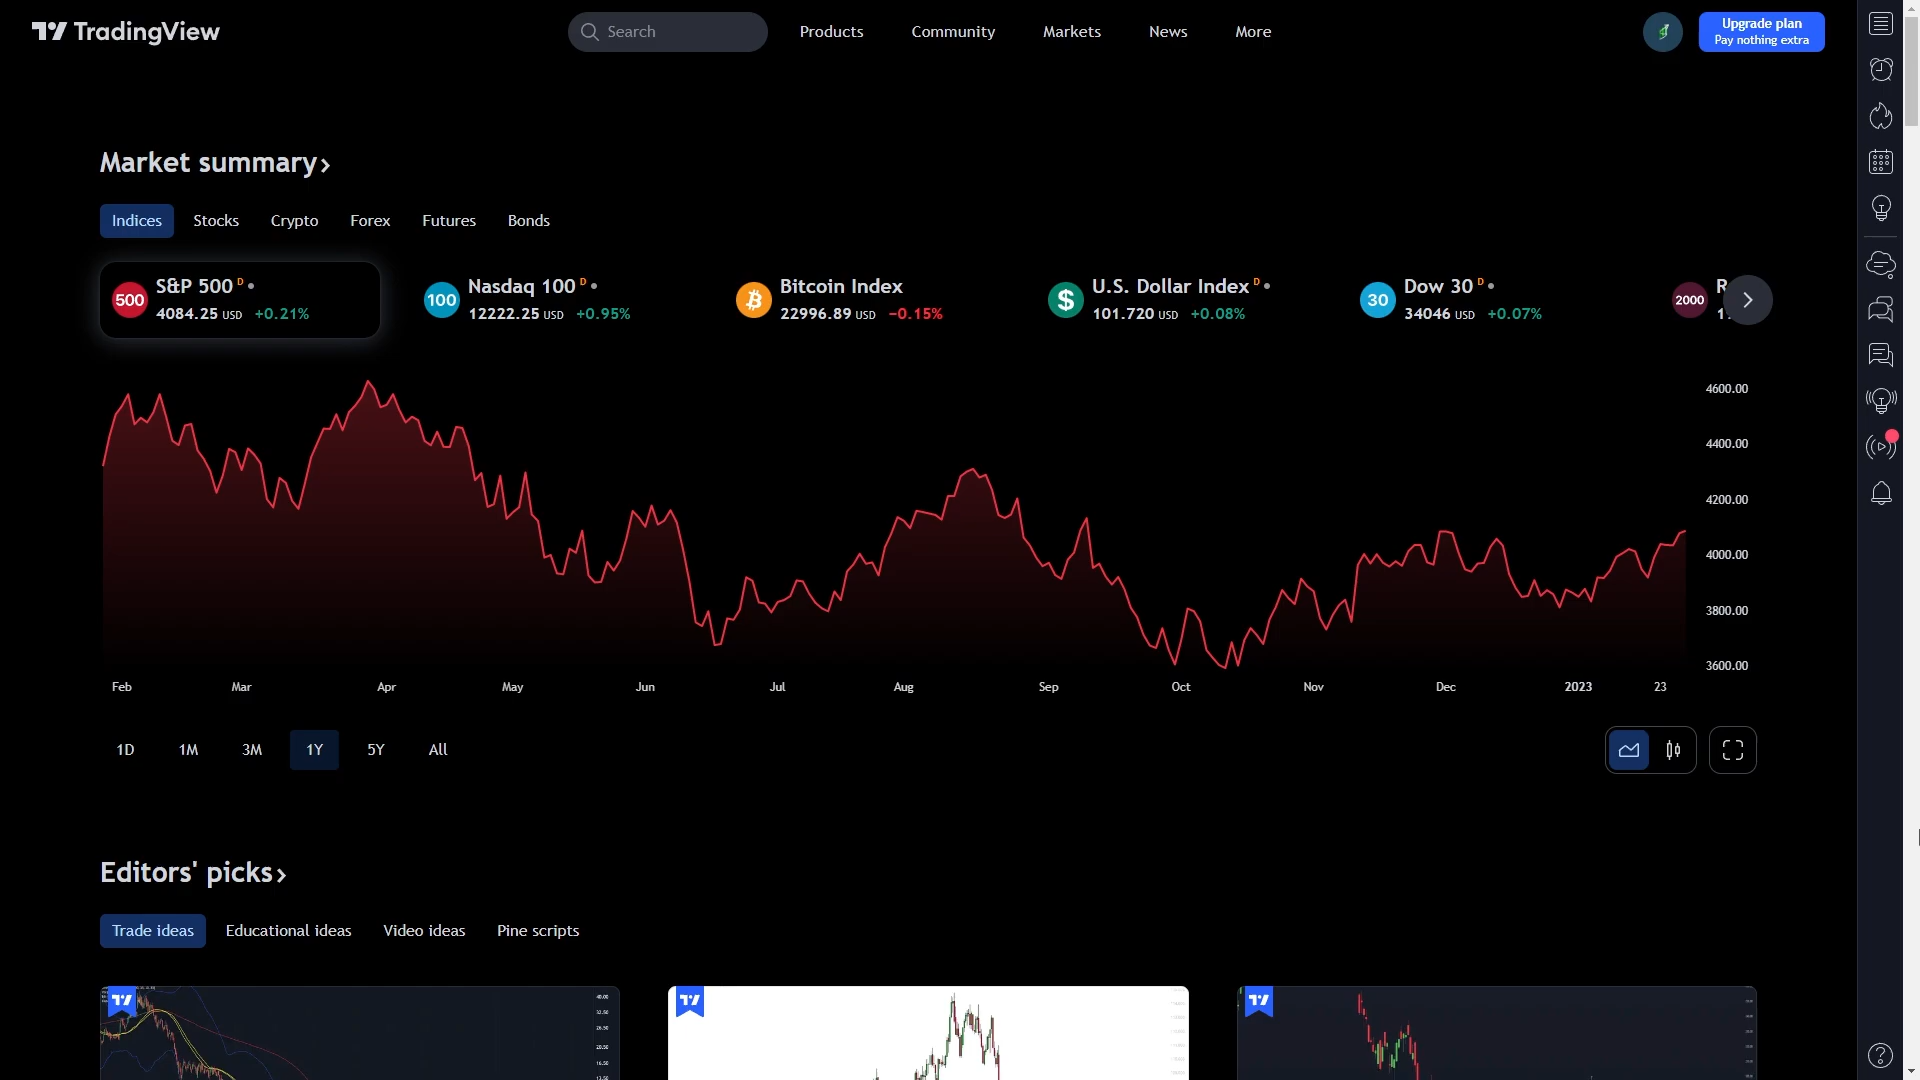 TradingView
Search
Products
Community
Markets
News
More
Upgrade plan
Pay nothing extra
Market summary
Indices
Stocks
Crypto
Forex
Futures
Bonds
500
S&P 500 D
4084.25 USD +0.21%
100
Nasdaq 100 D
12222.25 USD +0.95%
Bitcoin Index
22996.89 USD −0.15%
$
U.S. Dollar Index D
101.720 USD +0.08%
30
Dow 30 D
34046 USD +0.07%
2000
4600.00
4400.00
4200.00
4000.00
3800.00
3600.00
Feb
Mar
Apr
May
Jun
Jul
Aug
Sep
Oct
Nov
Dec
2023
23
1D
1M
3M
1Y
5Y
All
Editors' picks
Trade ideas
Educational ideas
Video ideas
Pine scripts